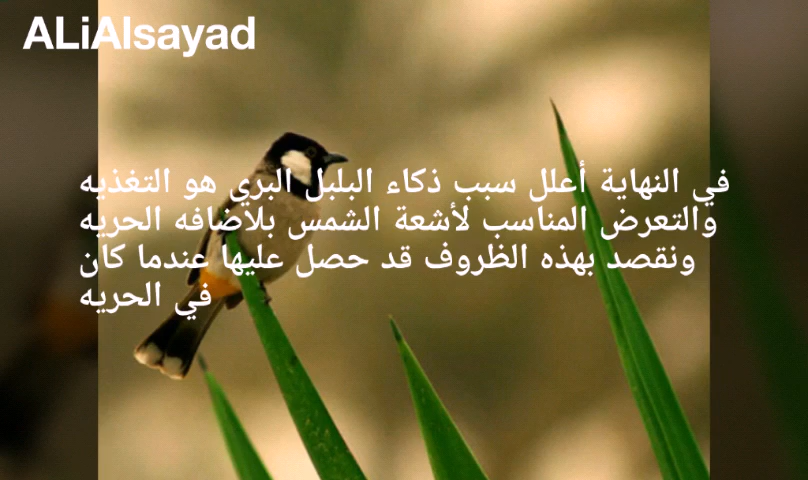 ALiAlsayad
في النهاية أعلل سبب ذكاء البلبل البري هو التغذيه
والتعرض المناسب لأشعة الشمس بلاضافه الحريه
ونقصد بهذه الظروف قد حصل عليها عندما كان
في الحريه